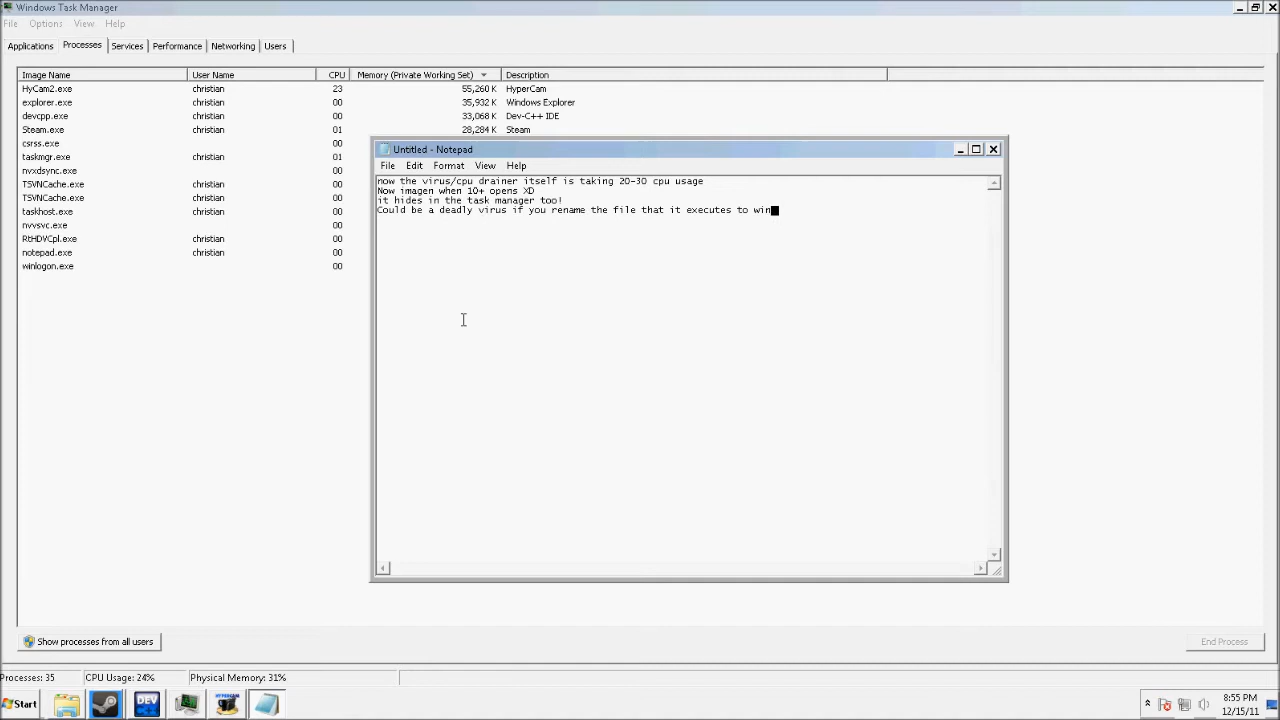 Windows Task Manager
File Options View Help
Applications Processes Services Performance Networking Users
Image Name User Name CPU Memory (Private Working Set) Description
HyCam2.exe christian 23 55,260 K HyperCam
explorer.exe christian 00 35,932 K Windows Explorer
devcpp.exe christian 00 33,068 K Dev-C++ IDE
Steam.exe christian 01 28,284 K Steam
csrss.exe 00
taskmgr.exe christian 01
nvxdsync.exe 00
TSVNCache.exe christian 00
TSVNCache.exe christian 00
taskhost.exe christian 00
nvvsvc.exe 00
RtHDVCpl.exe christian 00
notepad.exe christian 00
winlogon.exe 00
Untitled - Notepad
File Edit Format View Help
now the virus/cpu drainer itself is taking 20-30 cpu usage
Now imagen when 10+ opens XD
it hides in the task manager too!
Could be a deadly virus if you rename the file that it executes to win
Show processes from all users
End Process
Processes: 35 CPU Usage: 24% Physical Memory: 31%
Start
DEV
HYPERCAM
8:55 PM
12/15/11